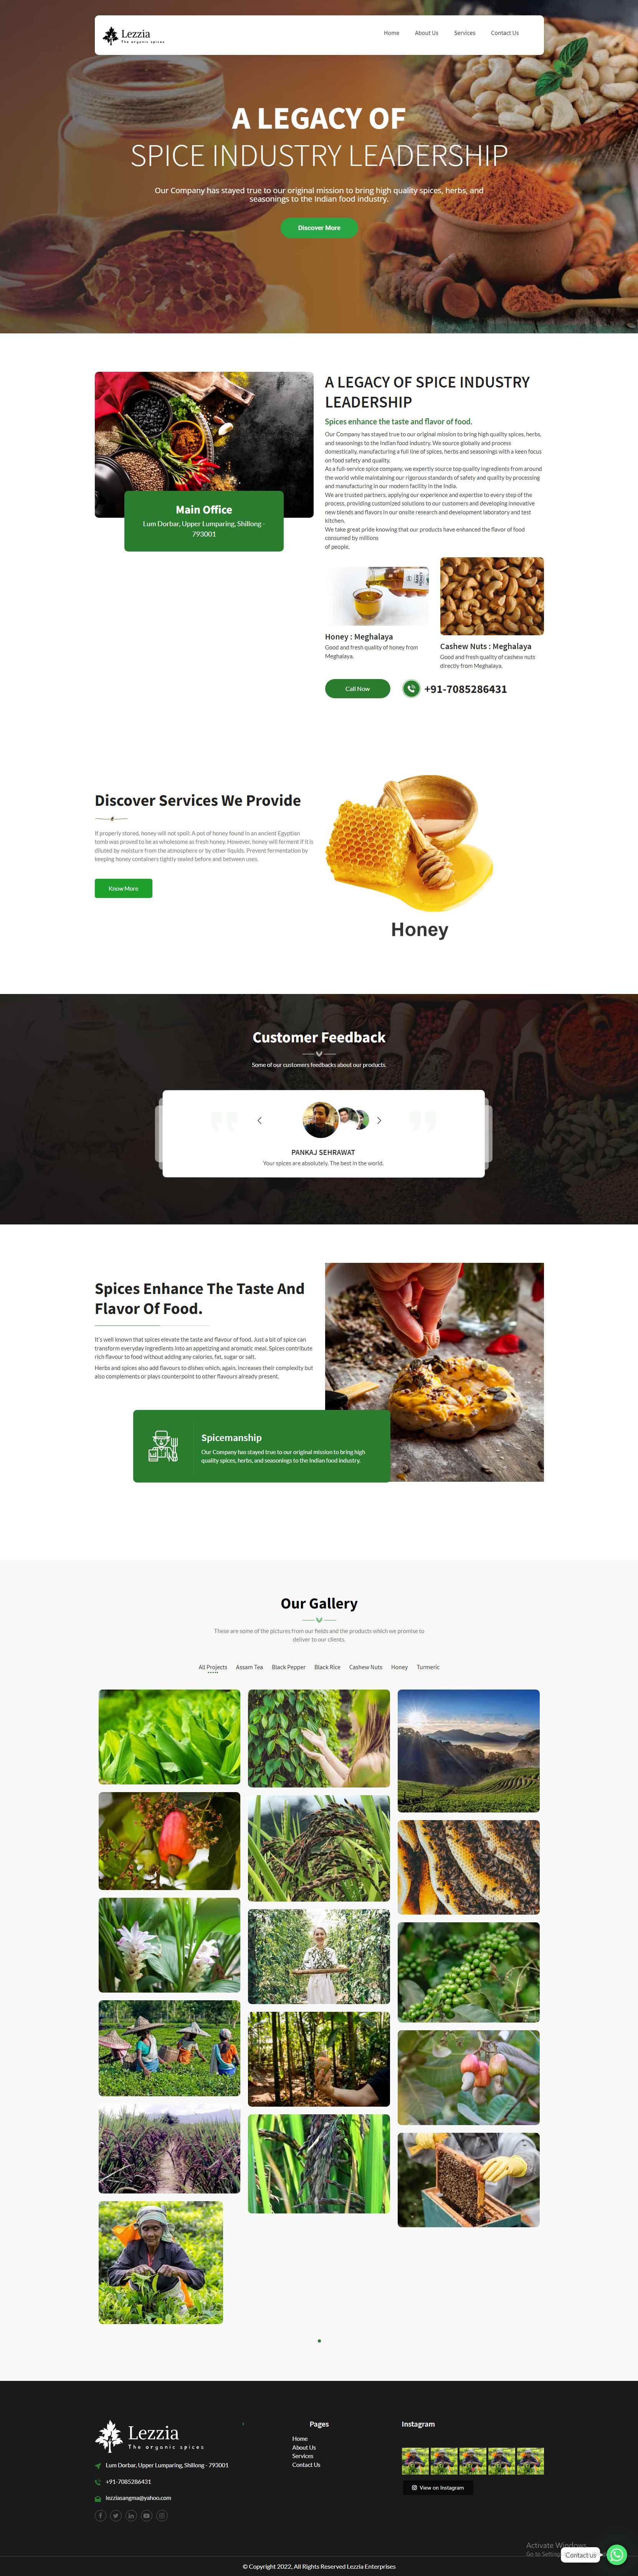 Lezzia
The organic spices
Home
About Us
Services
Contact Us
A LEGACY OF
SPICE INDUSTRY LEADERSHIP
Our Company has stayed true to our original mission to bring high quality spices, herbs, and
seasonings to the Indian food industry.
Discover More
Main Office
Lum Dorbar, Upper Lumparing, Shillong -
793001
A LEGACY OF SPICE INDUSTRY
LEADERSHIP
Spices enhance the taste and flavor of food.
Our Company has stayed true to our original mission to bring high quality spices, herbs,
and seasonings to the Indian food industry. We source globally and process
domestically, manufacturing a full line of spices, herbs and seasonings with a keen focus
on food safety and quality.
As a full-service spice company, we expertly source top quality ingredients from around
the world while maintaining our rigorous standards of safety and quality by processing
and manufacturing in our modern facility in the India.
We are trusted partners, applying our experience and expertise to every step of the
process, providing customized solutions to our customers and developing innovative
new blends and flavors in our onsite research and development laboratory and test
kitchen.
We take great pride knowing that our products have enhanced the flavor of food
consumed by millions
of people.
Honey : Meghalaya
Good and fresh quality of honey from
Meghalaya.
Cashew Nuts : Meghalaya
Good and fresh quality of cashew nuts
directly from Meghalaya.
Call Now
+91-7085286431
Discover Services We Provide
If properly stored, honey will not spoil: A pot of honey found in an ancient Egyptian
tomb was proved to be as wholesome as fresh honey. However, honey will ferment if it is
diluted by moisture from the atmosphere or by other liquids. Prevent fermentation by
keeping honey containers tightly sealed before and between uses.
Know More
Honey
Customer Feedback
Some of our customers feedbacks about our products.
PANKAJ SEHRAWAT
Your spices are absolutely. The best in the world.
Spices Enhance The Taste And
Flavor Of Food.
It's well known that spices elevate the taste and flavour of food. Just a bit of spice can
transform everyday ingredients into an appetizing and aromatic meal. Spices contribute
rich flavour to food without adding any calories, fat, sugar or salt.
Herbs and spices also add flavours to dishes which, again, increases their complexity but
also complements or plays counterpoint to other flavours already present.
Spicemanship
Our Company has stayed true to our original mission to bring high
quality spices, herbs, and seasonings to the Indian food industry.
Our Gallery
These are some of the pictures from our fields and the products which we promise to
deliver to our clients.
All Projects
Assam Tea
Black Pepper
Black Rice
Cashew Nuts
Honey
Turmeric
Lezzia
The organic spices
Lum Dorbar, Upper Lumparing, Shillong - 793001
+91-7085286431
lezziasangma@yahoo.com
Pages
Home
About Us
Services
Contact Us
Instagram
View on Instagram
Activate Windows
Go to Setting
Contact us
© Copyright 2022, All Rights Reserved Lezzia Enterprises